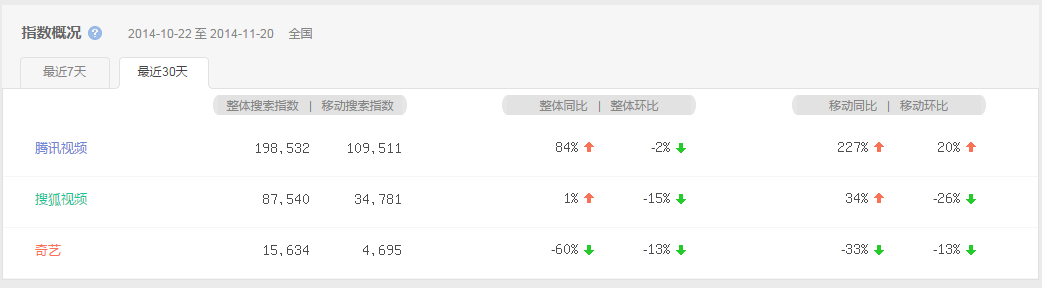 指数概况 ? 2014-10-22 至 2014-11-20 全国
最近7天 最近30天
整体搜索指数 | 移动搜索指数 整体同比 | 整体环比 移动同比 | 移动环比
腾讯视频 198,532 109,511 84% -2% 227% 20%
搜狐视频 87,540 34,781 1% -15% 34% -26%
奇艺 15,634 4,695 -60% -13% -33% -13%